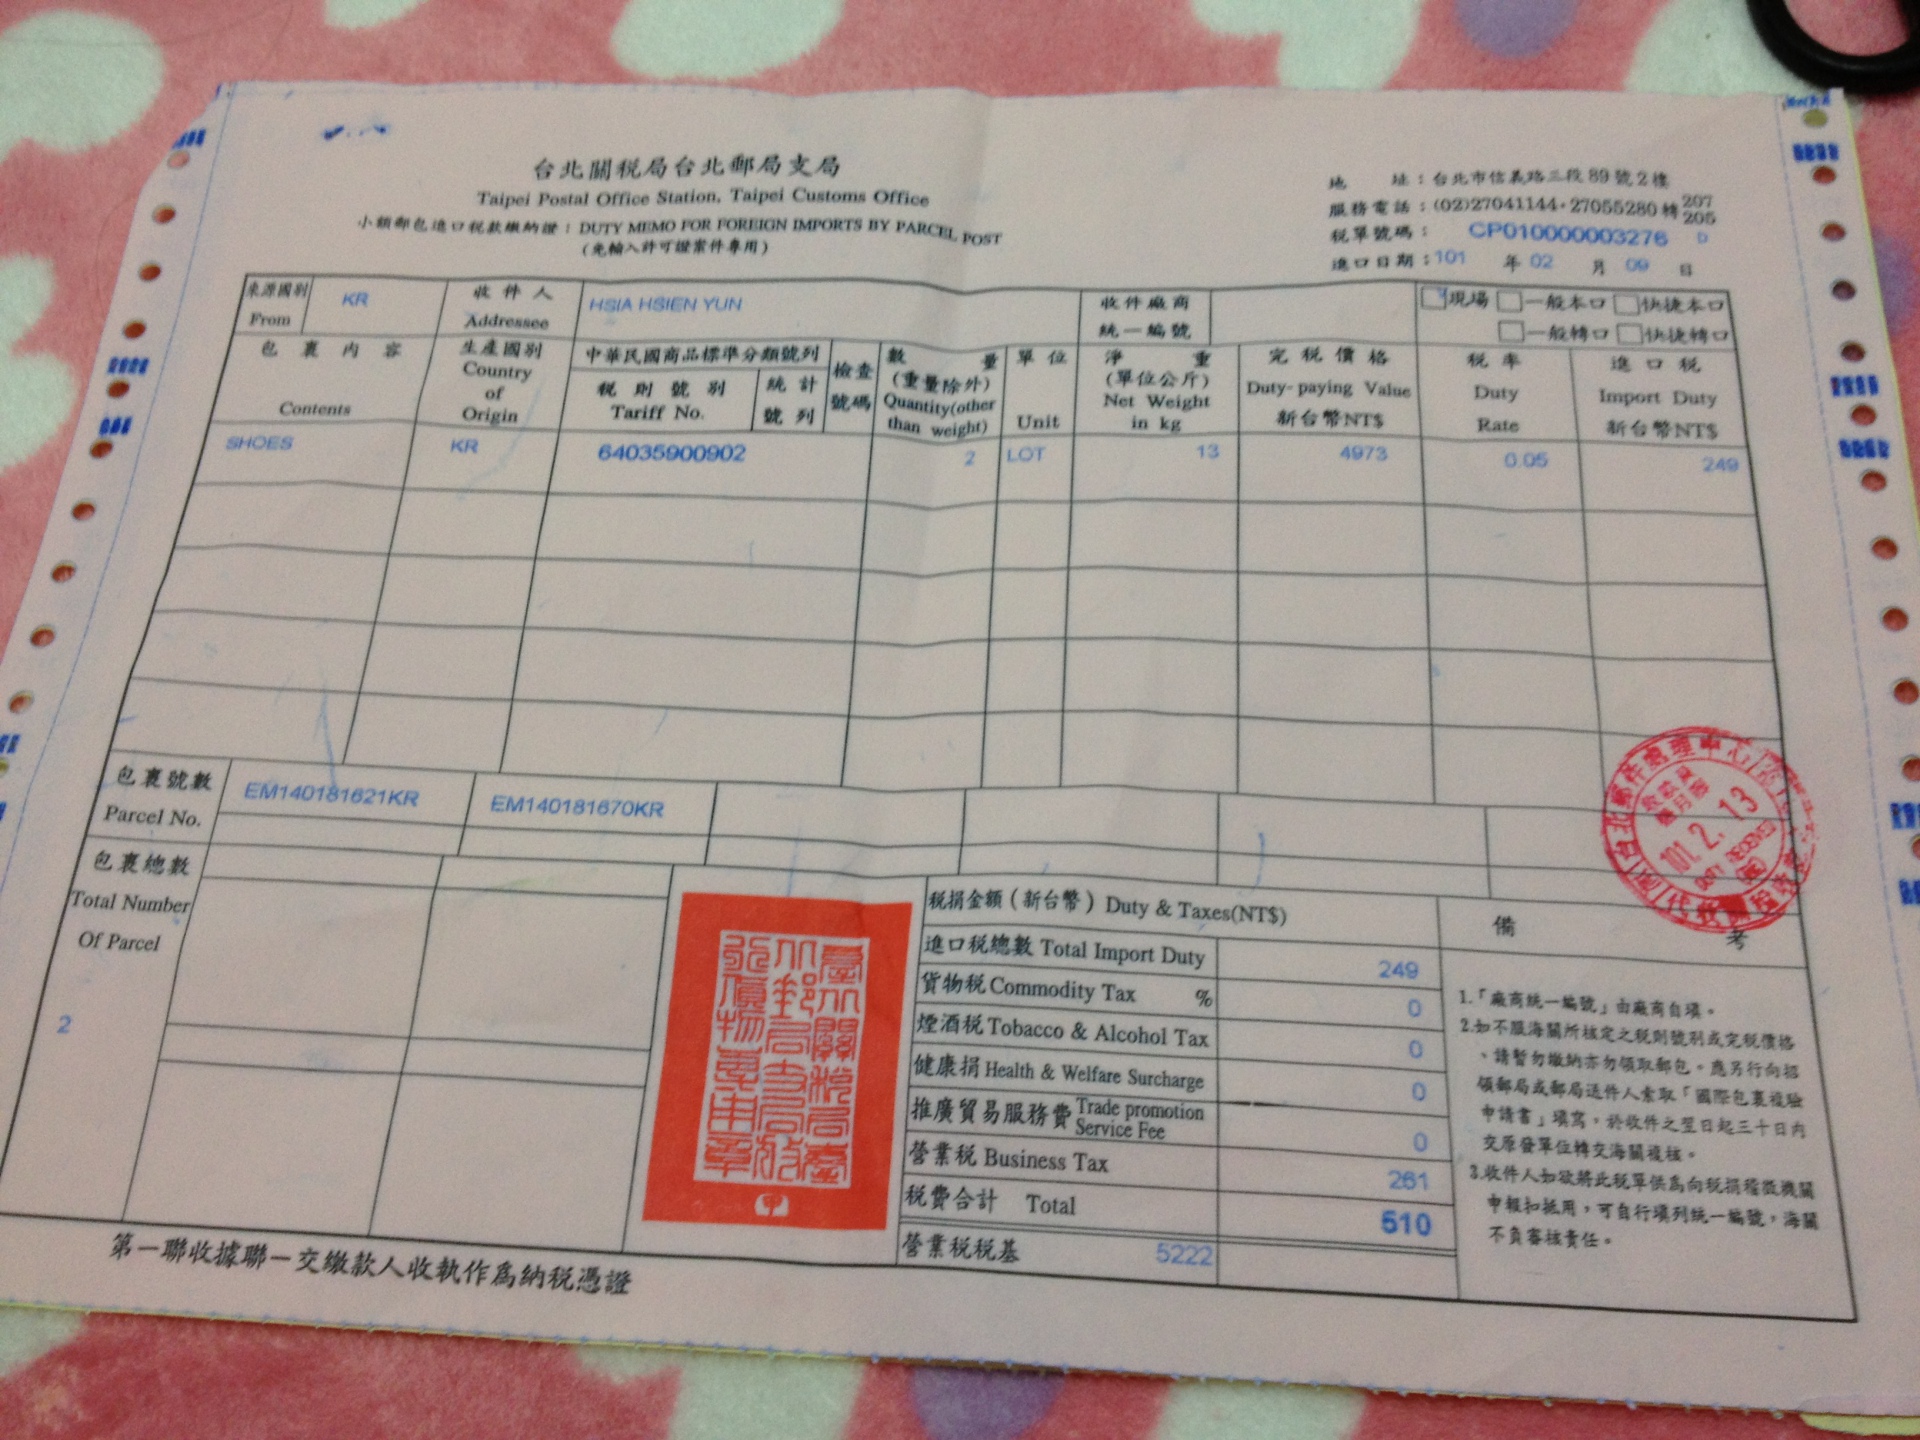 台北關稅局台北郵局支局
Taipei Postal Office Station, Taipei Customs Office
小額郵包進口稅款繳納證：DUTY MEMO FOR FOREIGN IMPORTS BY PARCEL POST
(免輸入許可證案件專用)
地 址：台北市信義路三段89號2樓
服務電話：(02)27041144・27055280轉 207 205
稅單號碼： CP010000003276 D
進口日期：101 年 02 月 09 日
來源國別 From KR
收件人 Addressee HSIA HSIEN YUN
收件廠商統一編號
現場 一般本口 快捷本口
一般轉口 快捷轉口
包裹內容 Contents
生產國別 Country of Origin
中華民國商品標準分類號列
稅則號別 Tariff No.
統計號列
檢查號碼
數量 (重量除外) Quantity(other than weight)
單位 Unit
淨重 (單位公斤) Net Weight in kg
完稅價格 Duty-paying Value 新台幣NT$
稅率 Duty Rate
進口稅 Import Duty 新台幣NT$
SHOES KR 64035900902 2 LOT 13 4973 0.05 249
包裹號數 Parcel No. EM140181621KR EM140181670KR
包裹總數
Total Number
Of Parcel
2
稅捐金額（新台幣）Duty & Taxes(NT$)
進口稅總數 Total Import Duty 249
貨物稅 Commodity Tax % 0
煙酒稅 Tobacco & Alcohol Tax 0
健康捐 Health & Welfare Surcharge 0
推廣貿易服務費 Trade promotion Service Fee 0
營業稅 Business Tax 261
稅費合計 Total 510
營業稅稅基 5222
備 考
1.「廠商統一編號」由廠商自填。
2.如不服海關所核定之稅則號別或完稅價格
、請暫勿繳納亦勿領取郵包。應另行向招
領郵局或郵局送件人索取「國際包裹複驗
申請書」填寫，於收件之翌日起三十日內
交原發單位轉交海關複核。
3.收件人如欲將此稅單供為向稅捐稽徵機關
申報扣抵用，可自行填列統一編號，海關
不負審核責任。
101. 2. 13
第一聯收據聯－交繳款人收執作為納稅憑證